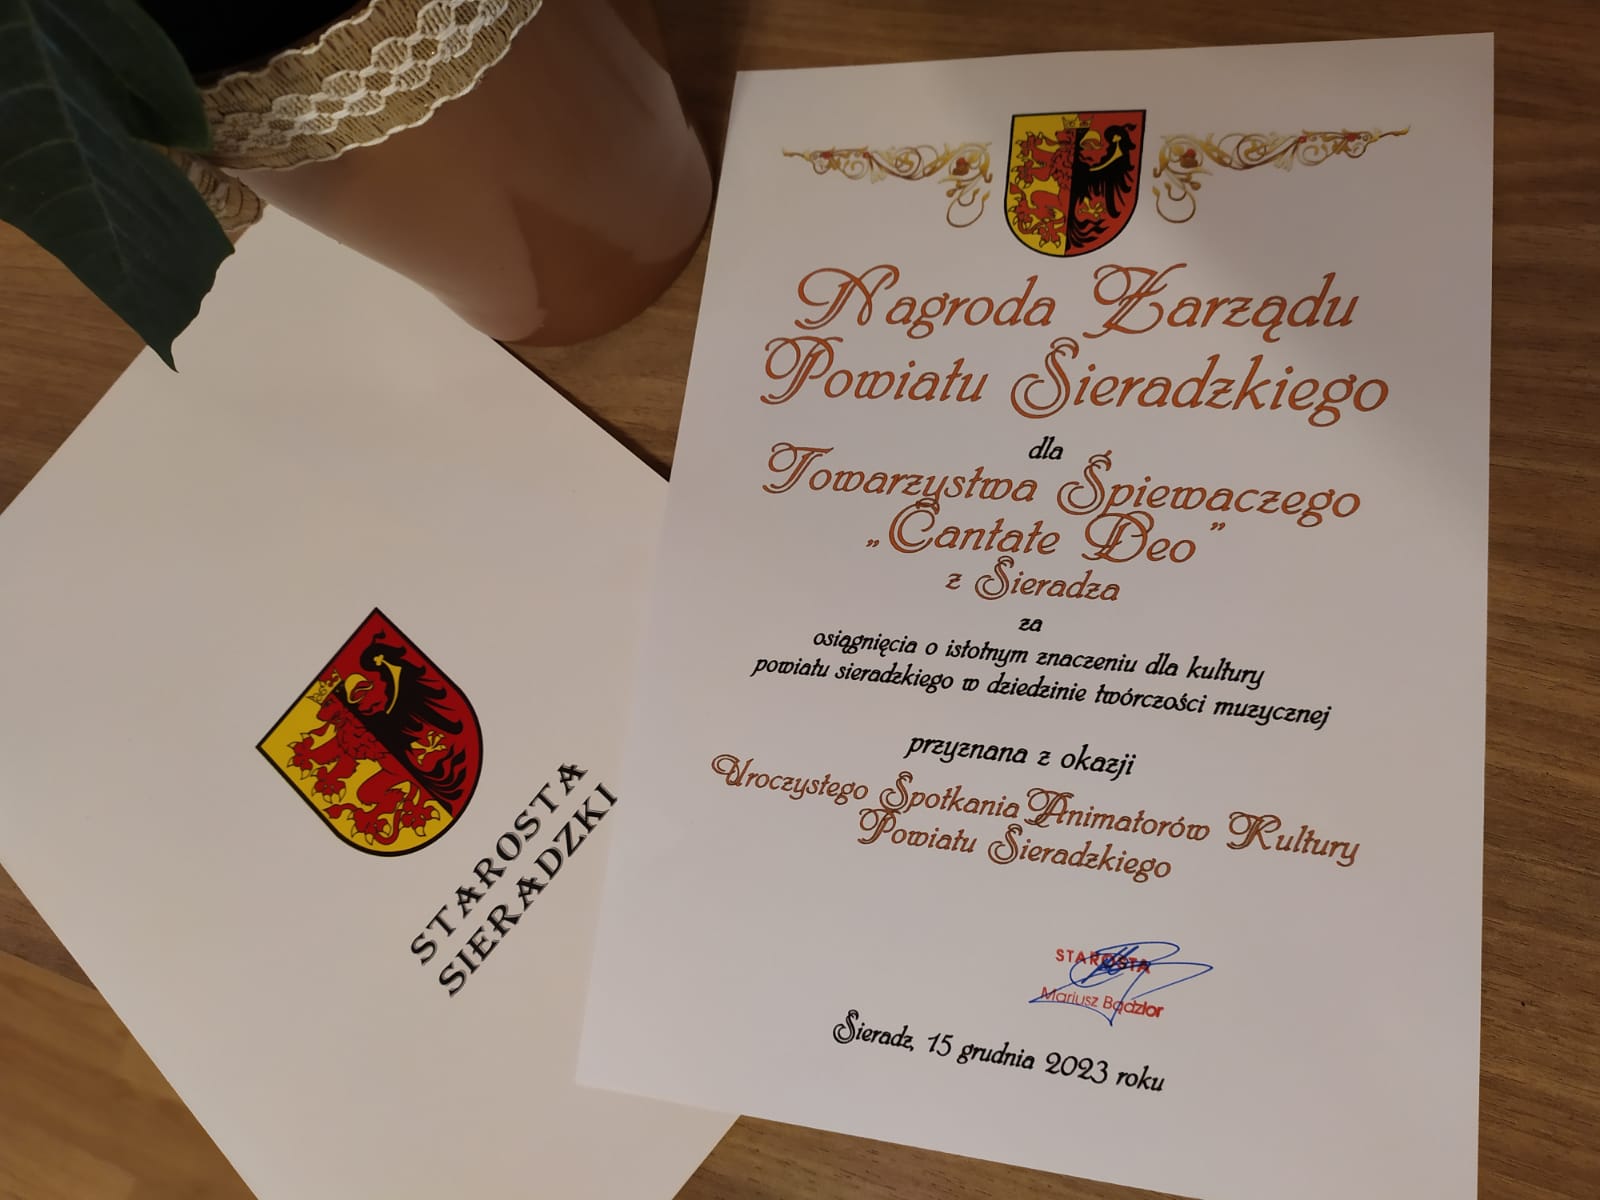 Nagroda Zarządu
Powiatu Sieradzkiego
dla
Towarzystwa Śpiewaczego
„Cantate Deo”
z Sieradza
za
osiągnięcia o istotnym znaczeniu dla kultury
powiatu sieradzkiego w dziedzinie twórczości muzycznej
przyznana z okazji
Uroczystego Spotkania Animatorów Kultury
Powiatu Sieradzkiego
STAROSTA
Mariusz Bądzior
Sieradz, 15 grudnia 2023 roku
STAROSTA
SIERADZKI